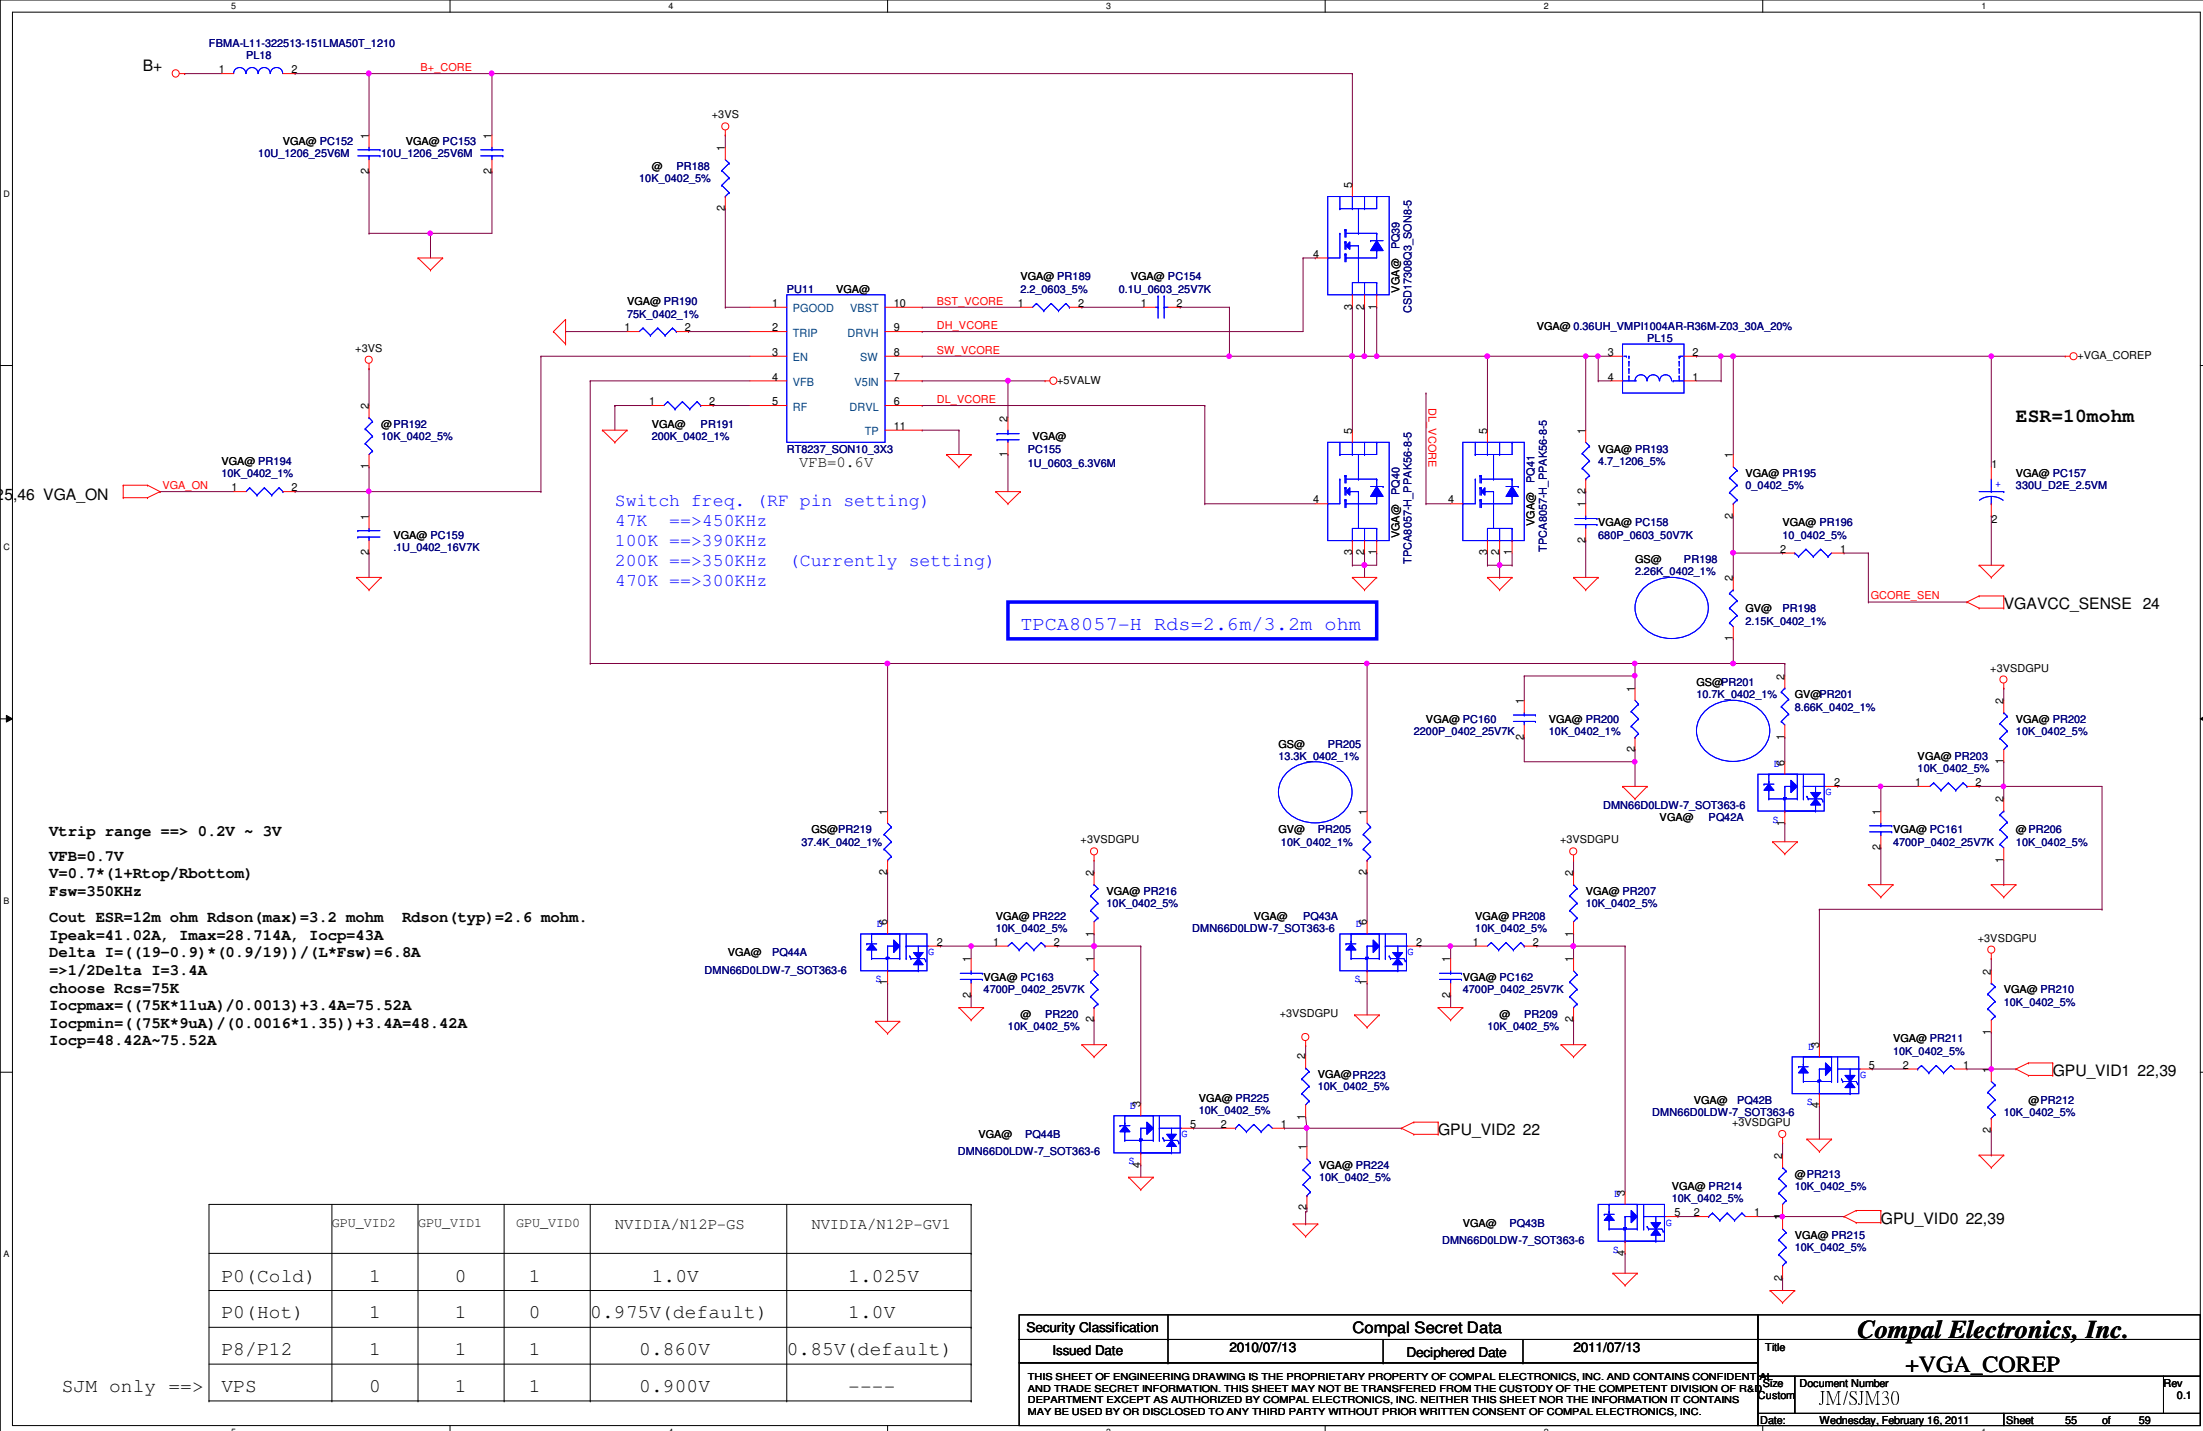 5 4 3 2 1
FBMA-L11-322513-151LMA50T_1210
PL18
B+
1 2
B+_CORE
VGA@ PC152
10U_1206_25V6M
VGA@ PC153
10U_1206_25V6M
+3VS
@ PR188
10K_0402_5%
PU11 VGA@
1 PGOOD VBST 10
2 TRIP DRVH 9
3 EN SW 8
4 VFB V5IN 7
5 RF DRVL 6
TP 11
RT8237_SON10_3X3
VFB=0.6V
VGA@ PR190
75K_0402_1%
VGA@ PR191
200K_0402_1%
BST_VCORE
DH_VCORE
SW_VCORE
DL_VCORE
VGA@ PR189
2.2_0603_5%
VGA@ PC154
0.1U_0603_25V7K
+5VALW
VGA@
PC155
1U_0603_6.3V6M
VGA@ PQ39
CSD17308Q3_SON8-5
VGA@ PQ40
TPCA8057-H_PPAK56-8-5
DL_VCORE
VGA@ PQ41
TPCA8057-H_PPAK56-8-5
VGA@ 0.36UH_VMPI1004AR-R36M-Z03_30A_20%
PL15
+VGA_COREP
ESR=10mohm
VGA@ PC157
330U_D2E_2.5VM
VGA@ PR193
4.7_1206_5%
VGA@ PC158
680P_0603_50V7K
VGA@ PR195
0_0402_5%
VGA@ PR196
10_0402_5%
GCORE_SEN
VGAVCC_SENSE 24
GS@ PR198
2.26K_0402_1%
GV@ PR198
2.15K_0402_1%
+3VS
@ PR192
10K_0402_5%
VGA@ PR194
10K_0402_1%
25,46 VGA_ON
VGA_ON
VGA@ PC159
.1U_0402_16V7K
Switch freq. (RF pin setting)
47K ==>450KHz
100K ==>390KHz
200K ==>350KHz (Currently setting)
470K ==>300KHz
TPCA8057-H Rds=2.6m/3.2m ohm
VGA@ PC160
2200P_0402_25V7K
VGA@ PR200
10K_0402_1%
GS@PR201
10.7K_0402_1%
GV@PR201
8.66K_0402_1%
+3VSDGPU
VGA@ PR202
10K_0402_5%
VGA@ PR203
10K_0402_5%
DMN66D0LDW-7_SOT363-6
VGA@ PQ42A
VGA@ PC161
4700P_0402_25V7K
@ PR206
10K_0402_5%
GS@ PR205
13.3K_0402_1%
GV@ PR205
10K_0402_1%
GS@PR219
37.4K_0402_1%
+3VSDGPU
VGA@ PR216
10K_0402_5%
VGA@ PR222
10K_0402_5%
VGA@ PQ44A
DMN66D0LDW-7_SOT363-6
VGA@ PC163
4700P_0402_25V7K
@ PR220
10K_0402_5%
VGA@ PQ43A
DMN66D0LDW-7_SOT363-6
+3VSDGPU
VGA@ PR207
10K_0402_5%
VGA@ PR208
10K_0402_5%
VGA@ PC162
4700P_0402_25V7K
@ PR209
10K_0402_5%
+3VSDGPU
VGA@ PR210
10K_0402_5%
VGA@ PR211
10K_0402_5%
GPU_VID1 22,39
@ PR212
10K_0402_5%
VGA@ PQ42B
DMN66D0LDW-7_SOT363-6
+3VSDGPU
VGA@ PR223
10K_0402_5%
VGA@ PR225
10K_0402_5%
VGA@ PQ44B
DMN66D0LDW-7_SOT363-6
GPU_VID2 22
VGA@ PR224
10K_0402_5%
+3VSDGPU
@PR213
10K_0402_5%
VGA@ PR214
10K_0402_5%
VGA@ PQ43B
DMN66D0LDW-7_SOT363-6
GPU_VID0 22,39
VGA@ PR215
10K_0402_5%
Vtrip range ==> 0.2V ~ 3V
VFB=0.7V
V=0.7*(1+Rtop/Rbottom)
Fsw=350KHz
Cout ESR=12m ohm Rdson(max)=3.2 mohm Rdson(typ)=2.6 mohm.
Ipeak=41.02A, Imax=28.714A, Iocp=43A
Delta I=((19-0.9)*(0.9/19))/(L*Fsw)=6.8A
=>1/2Delta I=3.4A
choose Rcs=75K
Iocpmax=((75K*11uA)/0.0013)+3.4A=75.52A
Iocpmin=((75K*9uA)/(0.0016*1.35))+3.4A=48.42A
Iocp=48.42A~75.52A
GPU_VID2 GPU_VID1 GPU_VID0 NVIDIA/N12P-GS NVIDIA/N12P-GV1
P0(Cold) 1 0 1 1.0V 1.025V
P0(Hot) 1 1 0 0.975V(default) 1.0V
P8/P12 1 1 1 0.860V 0.85V(default)
SJM only ==> VPS 0 1 1 0.900V ----
Security Classification Compal Secret Data
Issued Date 2010/07/13 Deciphered Date 2011/07/13
THIS SHEET OF ENGINEERING DRAWING IS THE PROPRIETARY PROPERTY OF COMPAL ELECTRONICS, INC. AND CONTAINS CONFIDENTIAL
AND TRADE SECRET INFORMATION. THIS SHEET MAY NOT BE TRANSFERED FROM THE CUSTODY OF THE COMPETENT DIVISION OF R&D
DEPARTMENT EXCEPT AS AUTHORIZED BY COMPAL ELECTRONICS, INC. NEITHER THIS SHEET NOR THE INFORMATION IT CONTAINS
MAY BE USED BY OR DISCLOSED TO ANY THIRD PARTY WITHOUT PRIOR WRITTEN CONSENT OF COMPAL ELECTRONICS, INC.
Compal Electronics, Inc.
Title
+VGA_COREP
Size Document Number Rev
Custom JM/SJM30 0.1
Date: Wednesday, February 16, 2011 Sheet 55 of 59
D
C
B
A